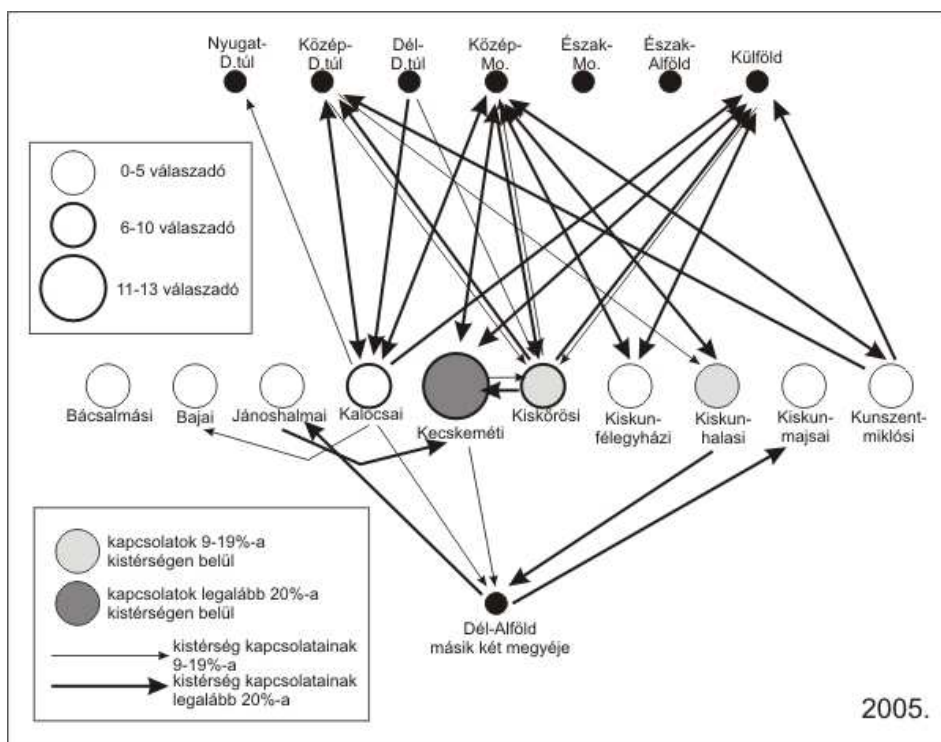 Nyugat-
D.túl
Közép-
D.túl
Dél-
D.túl
Közép-
Mo.
Észak-
Mo.
Észak-
Alföld
Külföld
0-5 válaszadó
6-10 válaszadó
11-13 válaszadó
Bácsalmási
Bajai
Jánoshalmai
Kalocsai
Kecskeméti
Kiskőrösi
Kiskun-
félegyházi
Kiskun-
halasi
Kiskun-
majsai
Kunszent-
miklósi
kapcsolatok 9-19%-a
kistérségen belül
kapcsolatok legalább 20%-a
kistérségen belül
kistérség kapcsolatainak
9-19%-a
kistérség kapcsolatainak
legalább 20%-a
Dél-Alföld
másik két megyéje
2005.